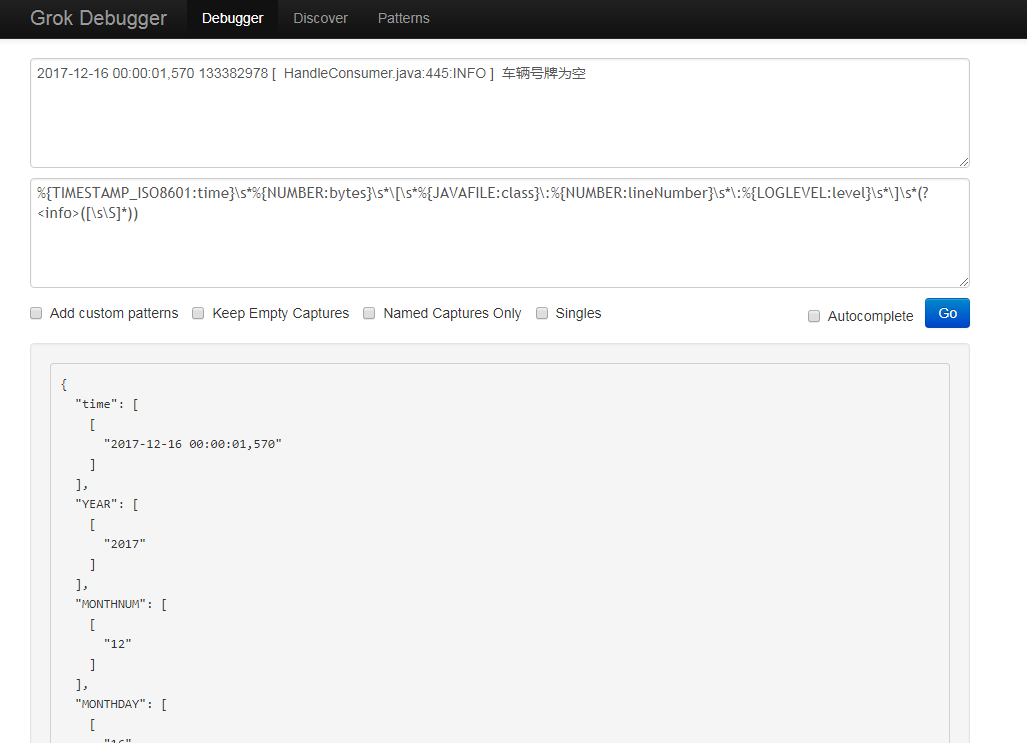 Grok Debugger Debugger Discover Patterns
2017-12-16 00:00:01,570 133382978 [  HandleConsumer.java:445:INFO ]  车辆号牌为空
%{TIMESTAMP_ISO8601:time}\s*%{NUMBER:bytes}\s*\[\s*%{JAVAFILE:class}\:%{NUMBER:lineNumber}\s*\:%{LOGLEVEL:level}\s*\]\s*(?
<info>([\s\S]*))
Add custom patterns Keep Empty Captures Named Captures Only Singles Autocomplete Go
{
  "time": [
    [
      "2017-12-16 00:00:01,570"
    ]
  ],
  "YEAR": [
    [
      "2017"
    ]
  ],
  "MONTHNUM": [
    [
      "12"
    ]
  ],
  "MONTHDAY": [
    [
      "16"